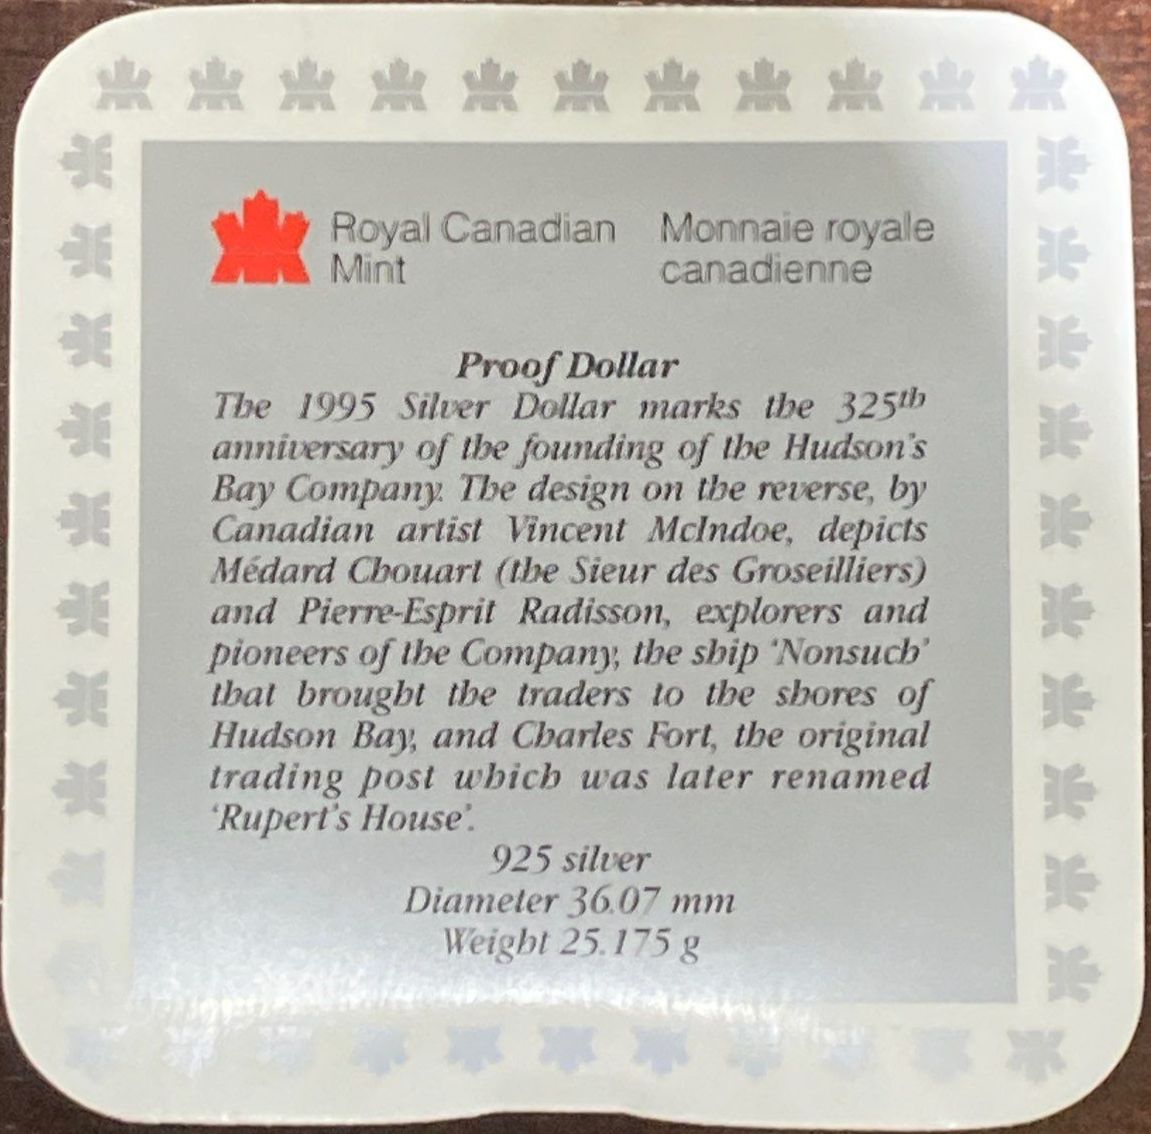 Royal Canadian Mint
Monnaie royale canadienne
Proof Dollar
The 1995 Silver Dollar marks the 325th
anniversary of the founding of the Hudson's
Bay Company. The design on the reverse, by
Canadian artist Vincent McIndoe, depicts
Médard Chouart (the Sieur des Groseilliers)
and Pierre-Esprit Radisson, explorers and
pioneers of the Company, the ship 'Nonsuch'
that brought the traders to the shores of
Hudson Bay, and Charles Fort, the original
trading post which was later renamed
'Rupert's House'.
925 silver
Diameter 36.07 mm
Weight 25.175 g